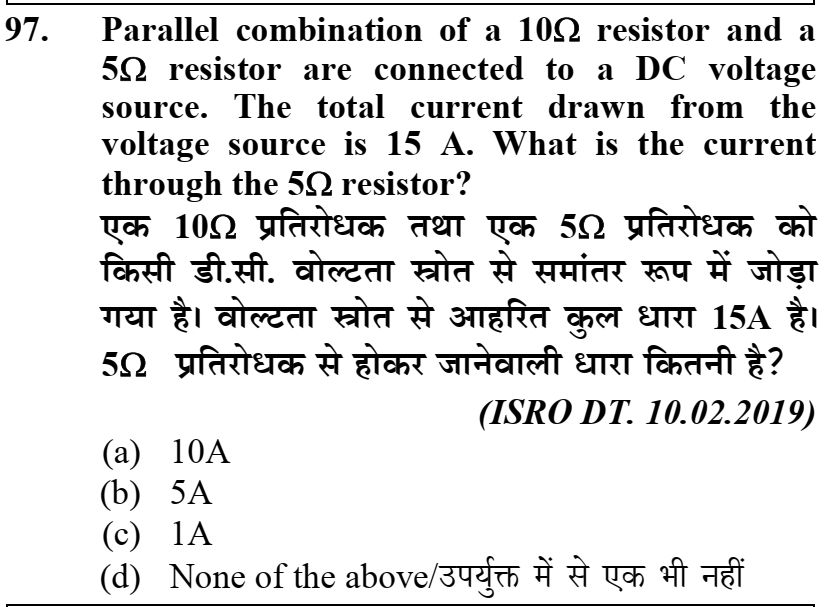 97. Parallel combination of a 10Ω resistor and a
5Ω resistor are connected to a DC voltage
source. The total current drawn from the
voltage source is 15 A. What is the current
through the 5Ω resistor?
एक 10Ω प्रतिरोधक तथा एक 5Ω प्रतिरोधक को
किसी डी.सी. वोल्टता स्त्रोत से समांतर रूप में जोड़ा
गया है। वोल्टता स्त्रोत से आहरित कुल धारा 15A है।
5Ω प्रतिरोधक से होकर जानेवाली धारा कितनी है?
(ISRO DT. 10.02.2019)
(a) 10A
(b) 5A
(c) 1A
(d) None of the above/उपर्युक्त में से एक भी नहीं